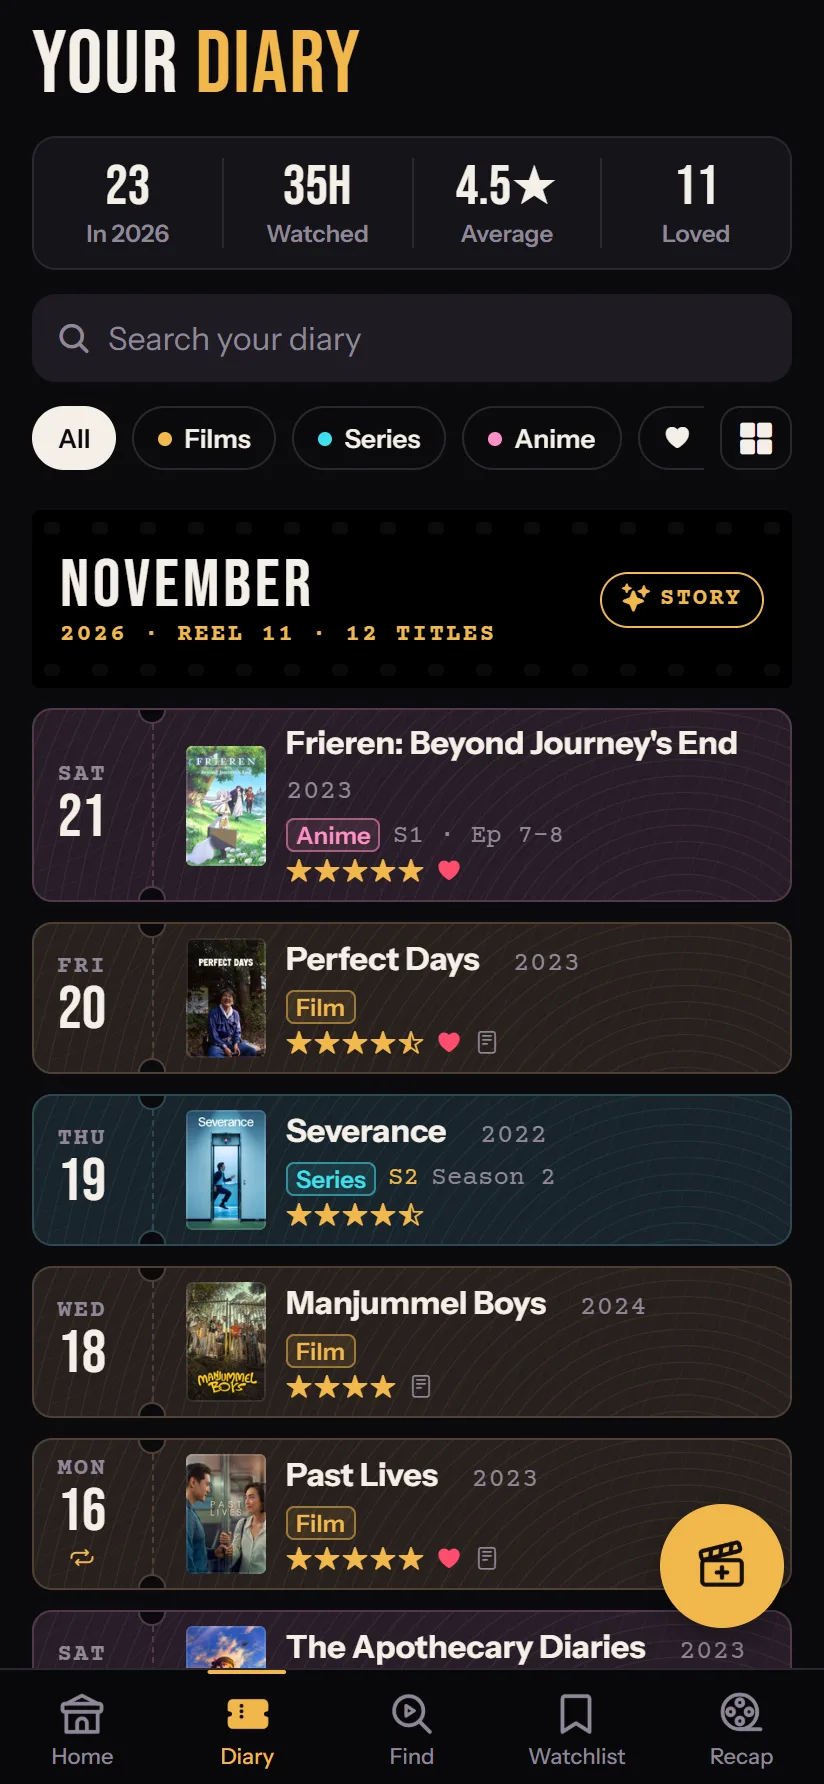 YOUR DIARY
23
In 2026
35H
Watched
4.5★
Average
11
Loved
Search your diary
All
Films
Series
Anime
NOVEMBER
2026 · REEL 11 · 12 TITLES
STORY
SAT
21
FRIEREN
Frieren: Beyond Journey's End
2023
Anime S1 · Ep 7–8
FRI
20
PERFECT DAYS
Perfect Days 2023
Film
THU
19
Severance
Severance 2022
Series S2 Season 2
WED
18
MANJUMMEL
BOYS
Manjummel Boys 2024
Film
MON
16
PAST
LIVES
Past Lives 2023
Film
SAT
The Apothecary Diaries 2023
Home
Diary
Find
Watchlist
Recap